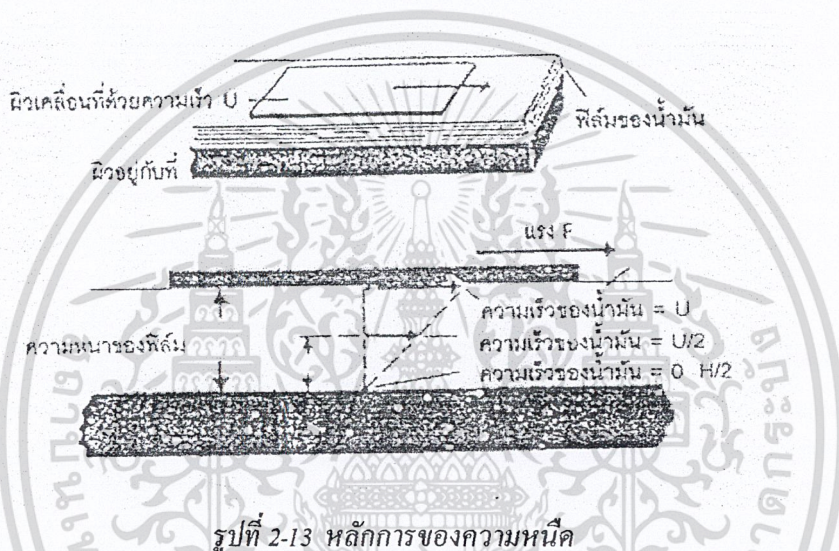 ผิวเคลื่อนที่ด้วยความเร็ว U
ฟิล์มของน้ำมัน
ผิวอยู่กับที่
แรง F
ความเร็วของน้ำมัน = U
ความหนาของฟิล์ม
ความเร็วของน้ำมัน = U/2
ความเร็วของน้ำมัน = 0 H/2
รูปที่ 2-13 หลักการของความหนืด